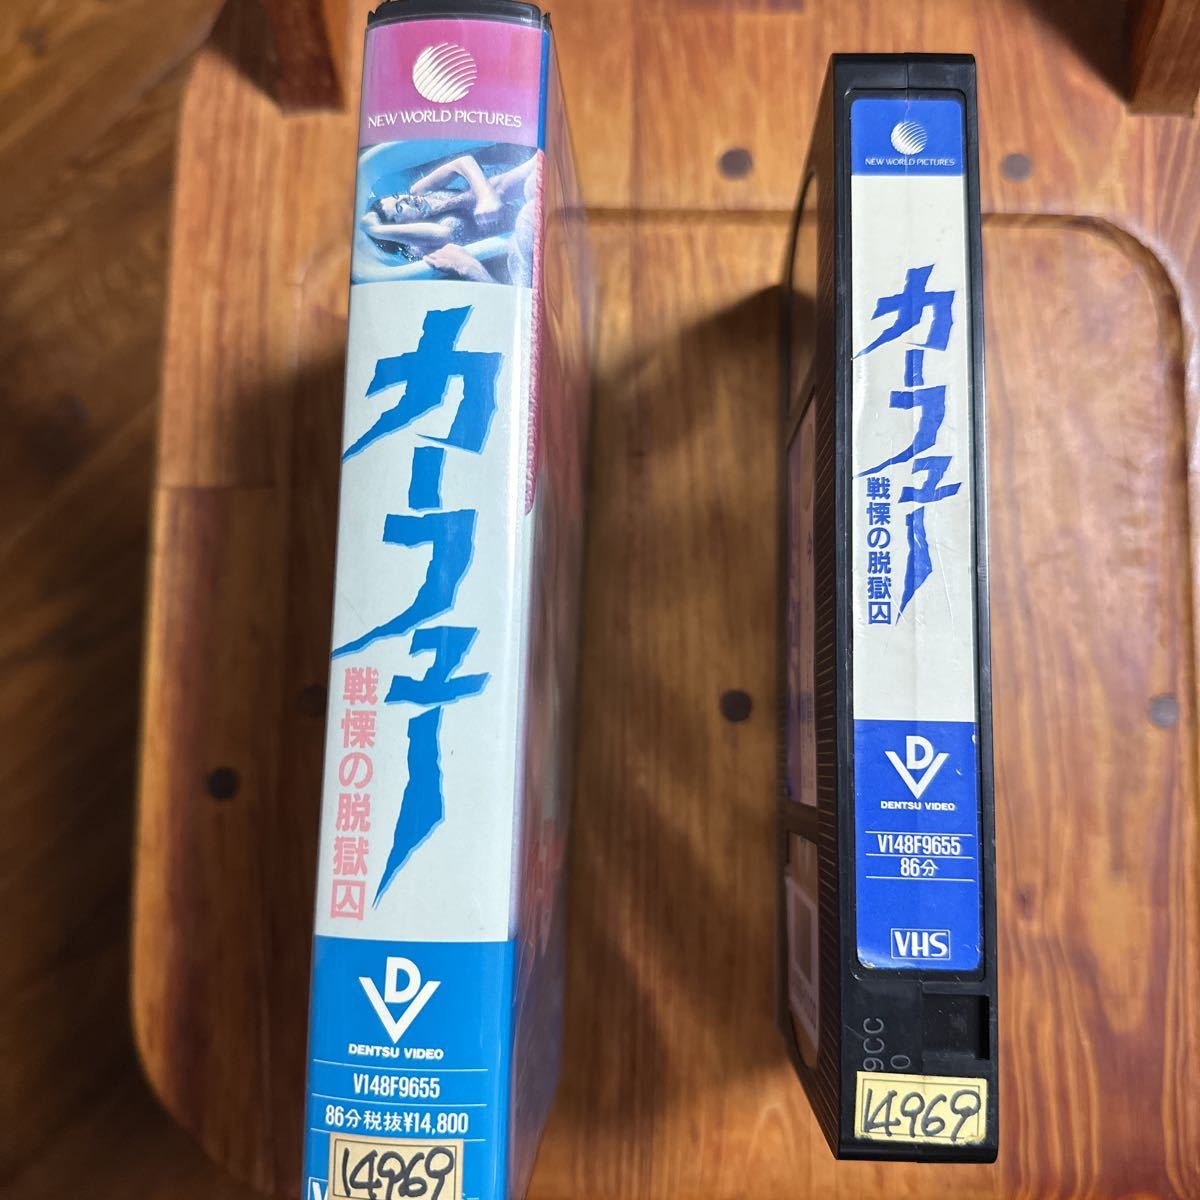 NEW WORLD PICTURES
カーフュー
戦慄の脱獄囚
DENTSU VIDEO
V148F9655
86分税抜¥14,800
14969
NEW WORLD PICTURES
カーフュー
戦慄の脱獄囚
DENTSU VIDEO
V148F9655
86分
VHS
9CC
0
14969